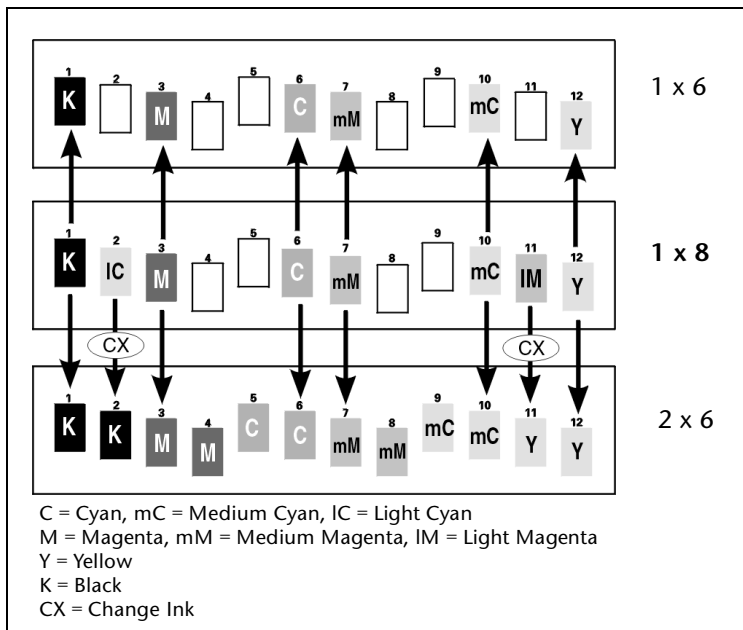 1 2 3 4 5 6 7 8 9 10 11 12
K M C mM mC Y
1 x 6
1 2 3 4 5 6 7 8 9 10 11 12
K lC M C mM mC lM Y
1 x 8
CX CX
1 2 3 4 5 6 7 8 9 10 11 12
K K M M C C mM mM mC mC Y Y
2 x 6
C = Cyan, mC = Medium Cyan, lC = Light Cyan
M = Magenta, mM = Medium Magenta, lM = Light Magenta
Y = Yellow
K = Black
CX = Change Ink